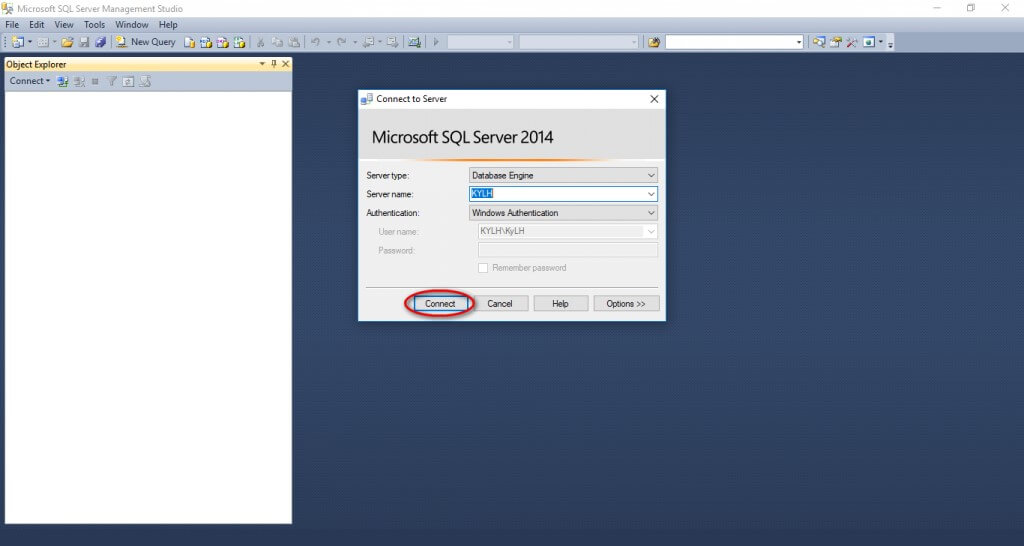 Microsoft SQL Server Management Studio
File Edit View Tools Window Help
New Query
Object Explorer
Connect
Connect to Server
Microsoft SQL Server 2014
Server type: Database Engine
Server name: KYLH
Authentication: Windows Authentication
User name: KYLH\KyLH
Password:
Remember password
Connect Cancel Help Options >>